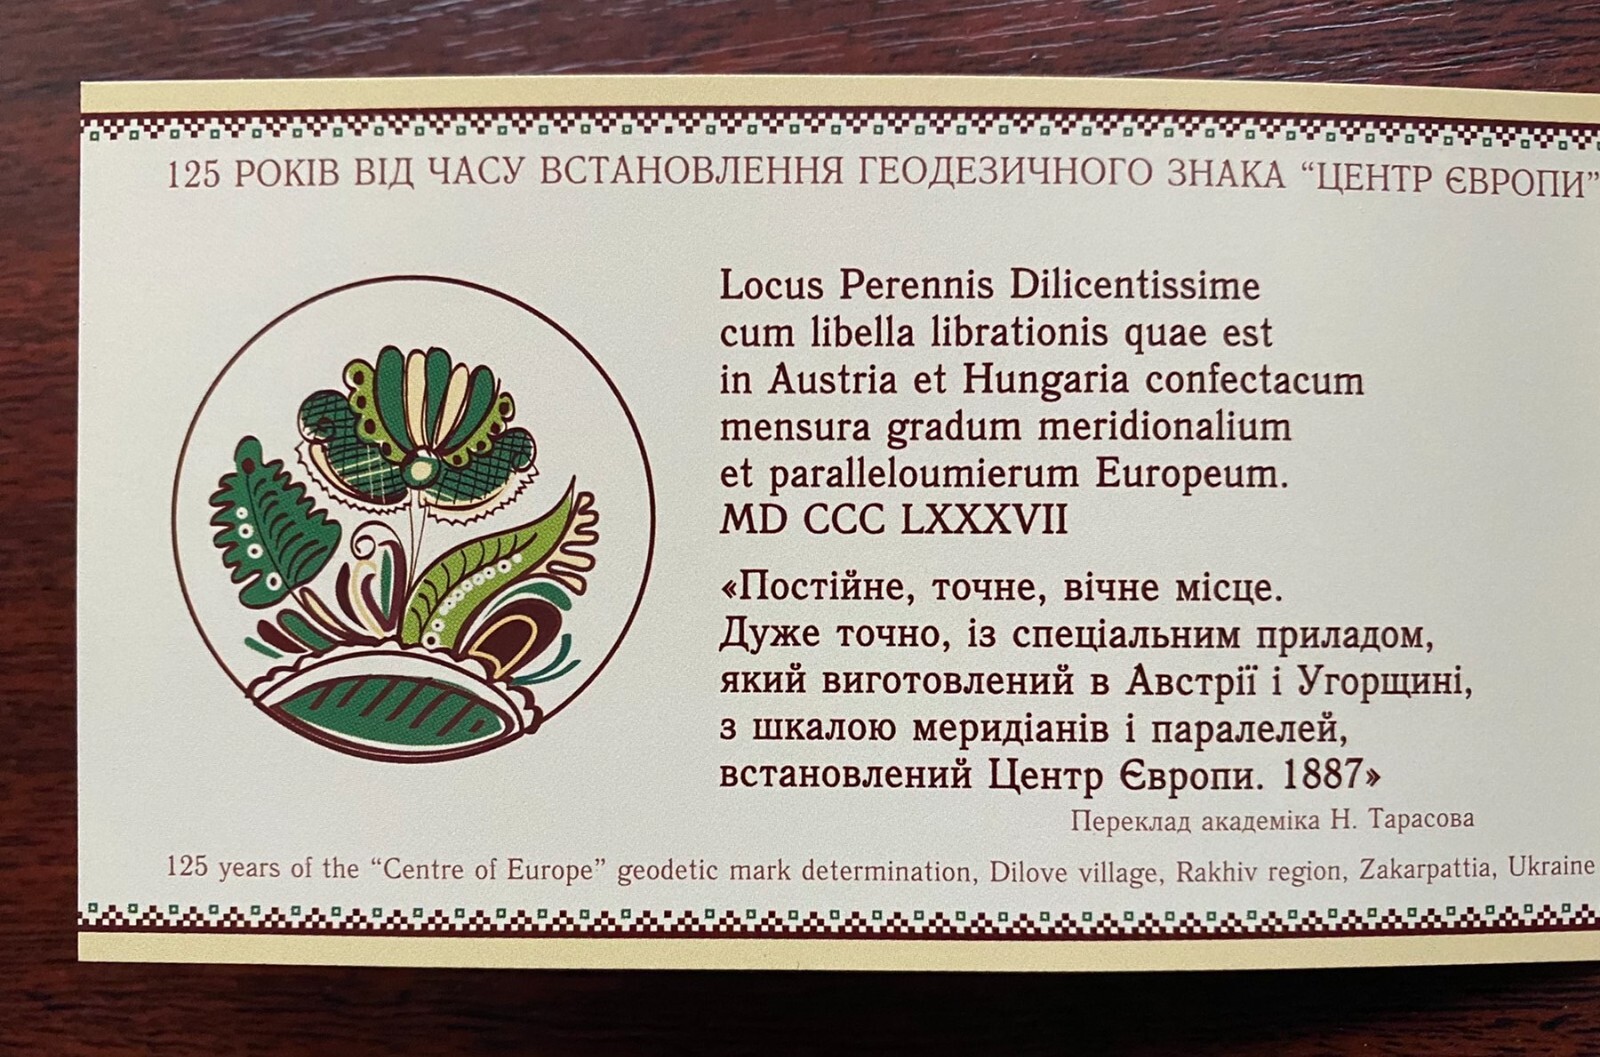 125 РОКІВ ВІД ЧАСУ ВСТАНОВЛЕННЯ ГЕОДЕЗИЧНОГО ЗНАКА “ЦЕНТР ЄВРОПИ”
Locus Perennis Dilicentissime
cum libella librationis quae est
in Austria et Hungaria confectacum
mensura gradum meridionalium
et paralleloumierum Europeum.
MD CCC LXXXVII
«Постійне, точне, вічне місце.
Дуже точно, із спеціальним приладом,
який виготовлений в Австрії і Угорщині,
з шкалою меридіанів і паралелей,
встановлений Центр Європи. 1887»
Переклад академіка Н. Тарасова
125 years of the “Centre of Europe” geodetic mark determination, Dilove village, Rakhiv region, Zakarpattia, Ukraine